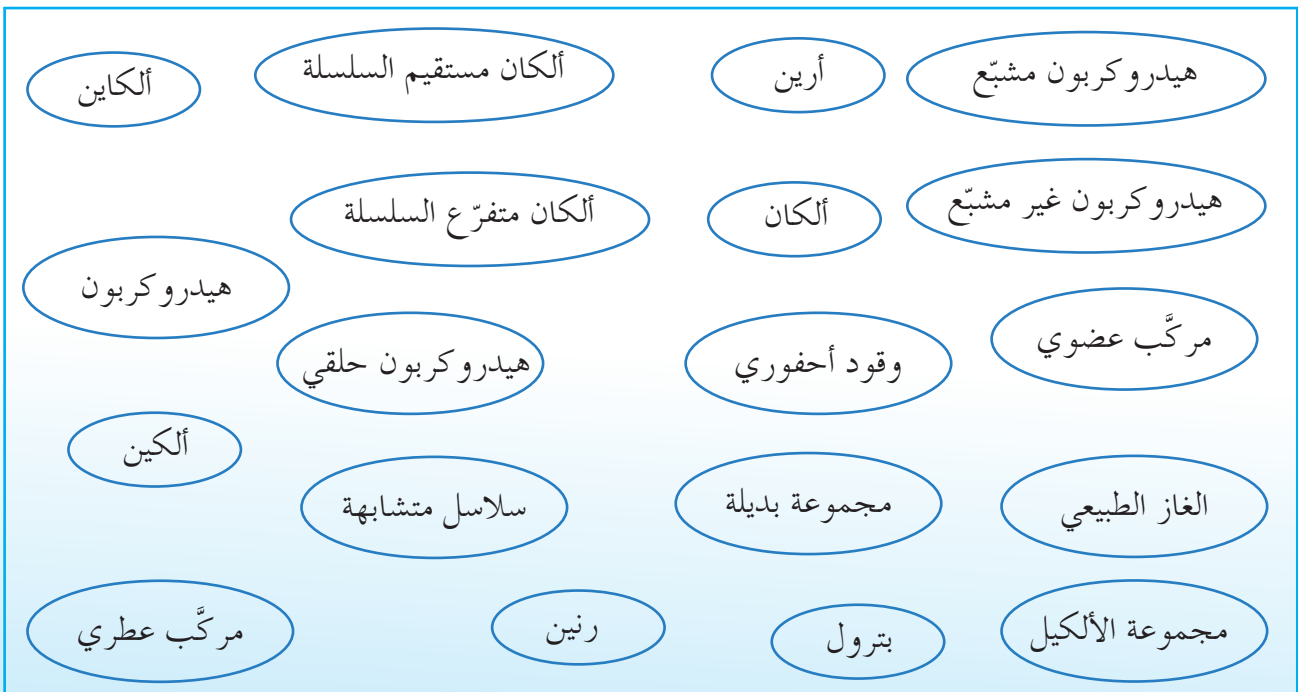 هيدروكربون مشبّع
أرين
ألكان مستقيم السلسلة
ألكاين
هيدروكربون غير مشبّع
ألكان
ألكان متفرّع السلسلة
هيدروكربون
مركَّب عضوي
وقود أحفوري
هيدروكربون حلقي
ألكين
الغاز الطبيعي
مجموعة بديلة
سلاسل متشابهة
مجموعة الألكيل
بترول
رنين
مركَّب عطري